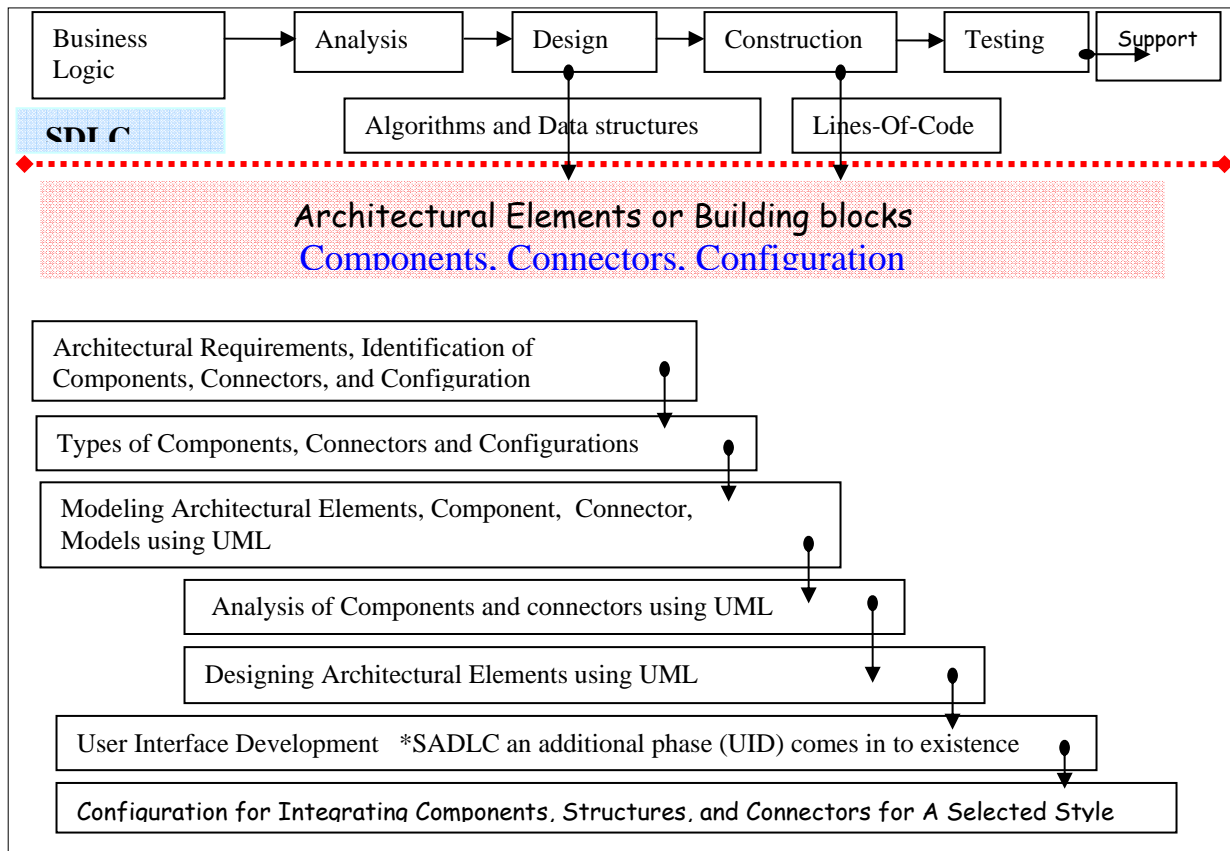 Business
Logic
Analysis
Design
Construction
Testing
Support
SDLC
Algorithms and Data structures
Lines-Of-Code
Architectural Elements or Building blocks
Components, Connectors, Configuration
Architectural Requirements, Identification of
Components, Connectors, and Configuration
Types of Components, Connectors and Configurations
Modeling Architectural Elements, Component, Connector,
Models using UML
Analysis of Components and connectors using UML
Designing Architectural Elements using UML
User Interface Development *SADLC an additional phase (UID) comes in to existence
Configuration for Integrating Components, Structures, and Connectors for A Selected Style